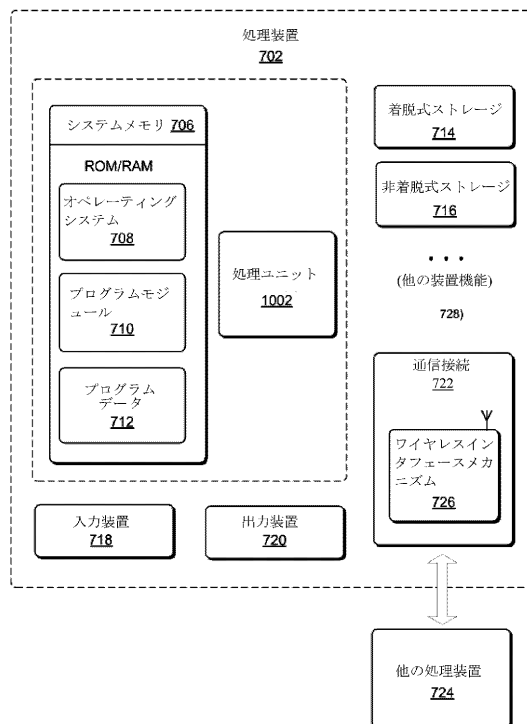 処理装置
702
システムメモリ 706
ROM/RAM
オペレーティング
システム
708
プログラムモジ
ュール
710
プログラム
データ
712
処理ユニット
1002
着脱式ストレージ
714
非着脱式ストレージ
716
• • •
(他の装置機能)
728)
通信接続
722
ワイヤレスイン
タフェースメカ
ニズム
726
入力装置
718
出力装置
720
他の処理装置
724